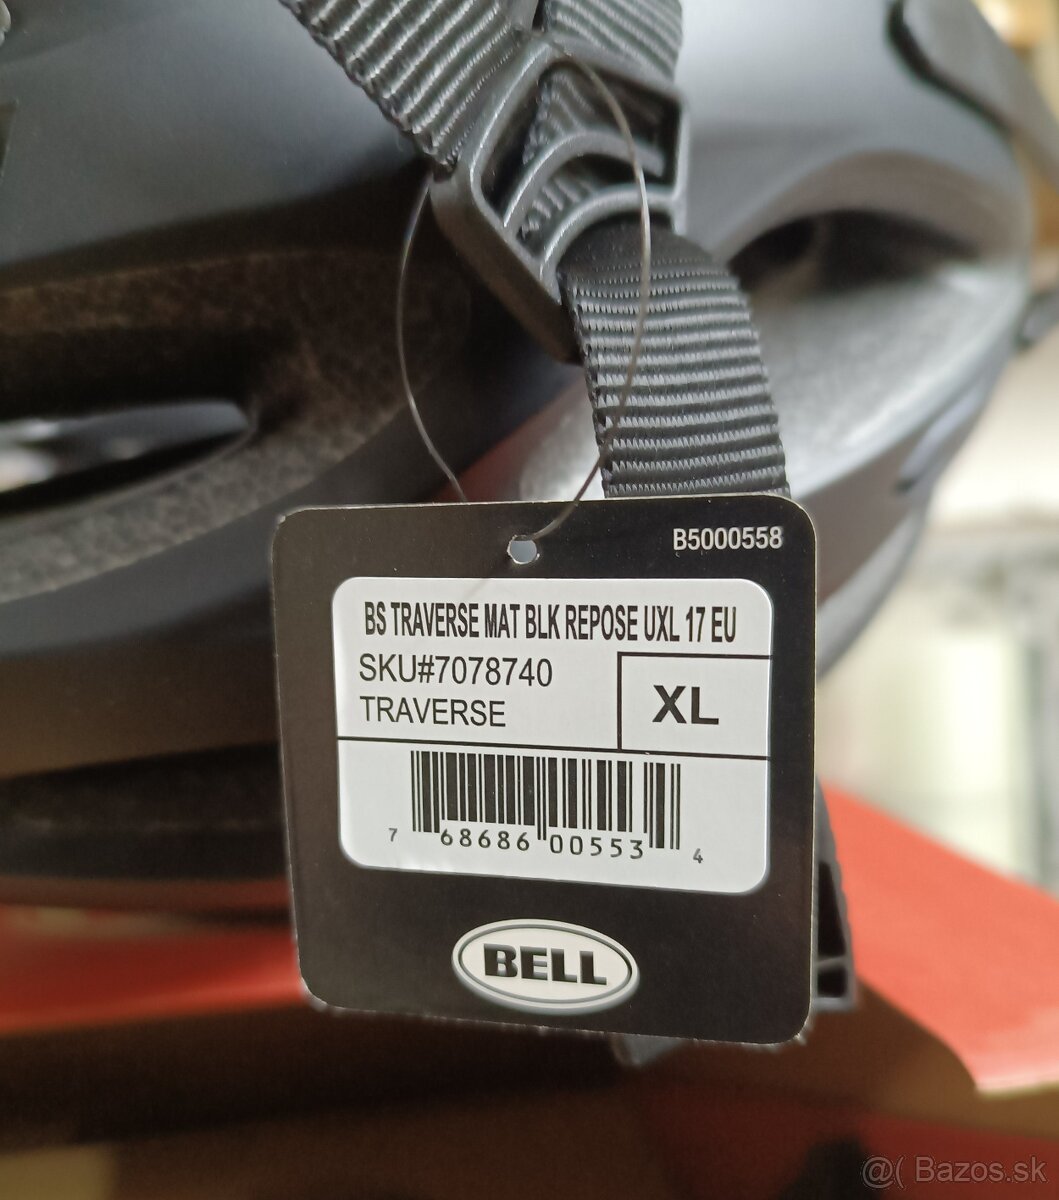 B5000558
BS TRAVERSE MAT BLK REPOSE UXL 17 EU
SKU#7078740
TRAVERSE
XL
7 68686 00553 4
BELL
@( Bazos.sk